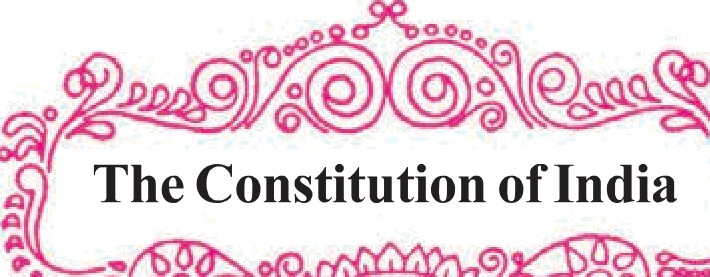 The Constitution of India